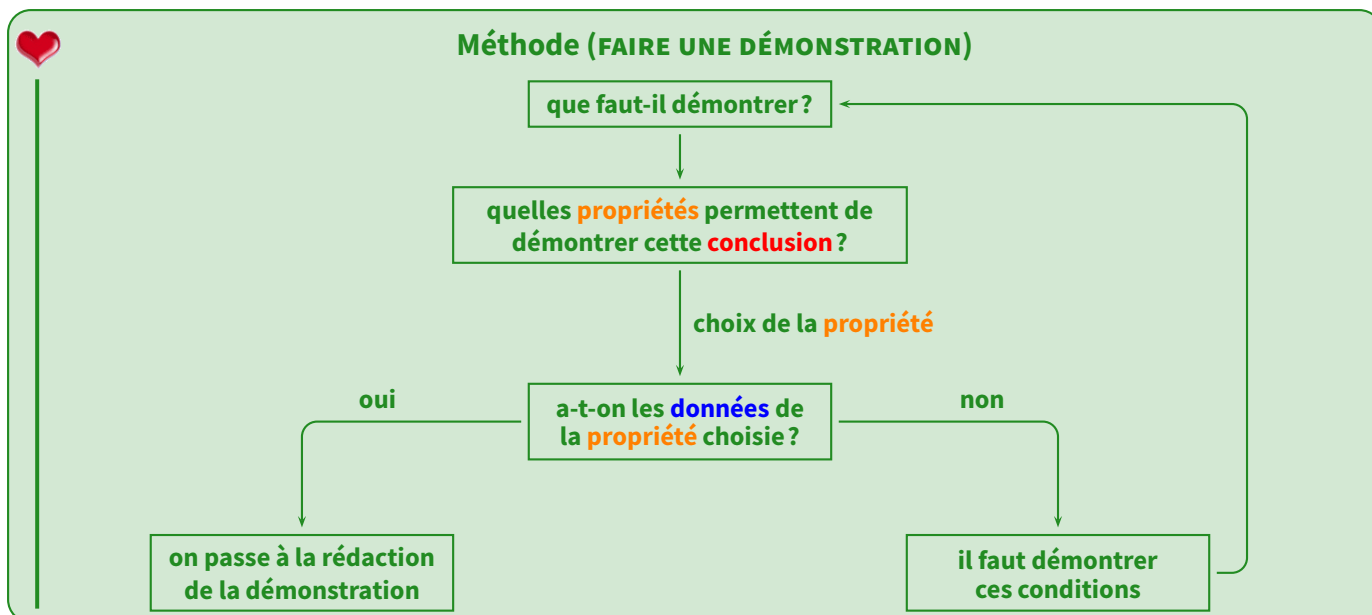 Méthode (FAIRE UNE DÉMONSTRATION)
que faut-il démontrer ?
quelles propriétés permettent de
démontrer cette conclusion ?
choix de la propriété
oui
a-t-on les données de
la propriété choisie ?
non
on passe à la rédaction
de la démonstration
il faut démontrer
ces conditions